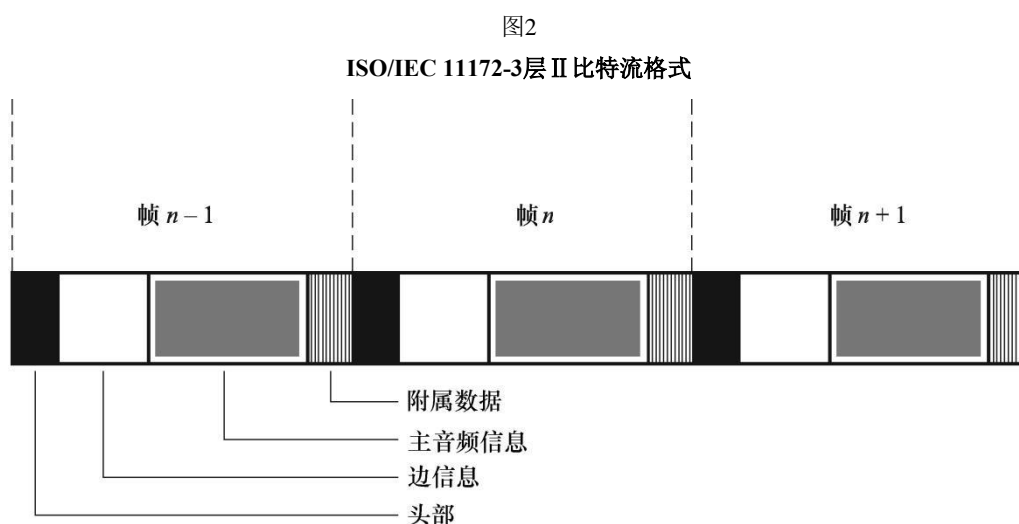 图2
ISO/IEC 11172-3层Ⅱ比特流格式
帧 n – 1
帧 n
帧 n + 1
附属数据
主音频信息
边信息
头部